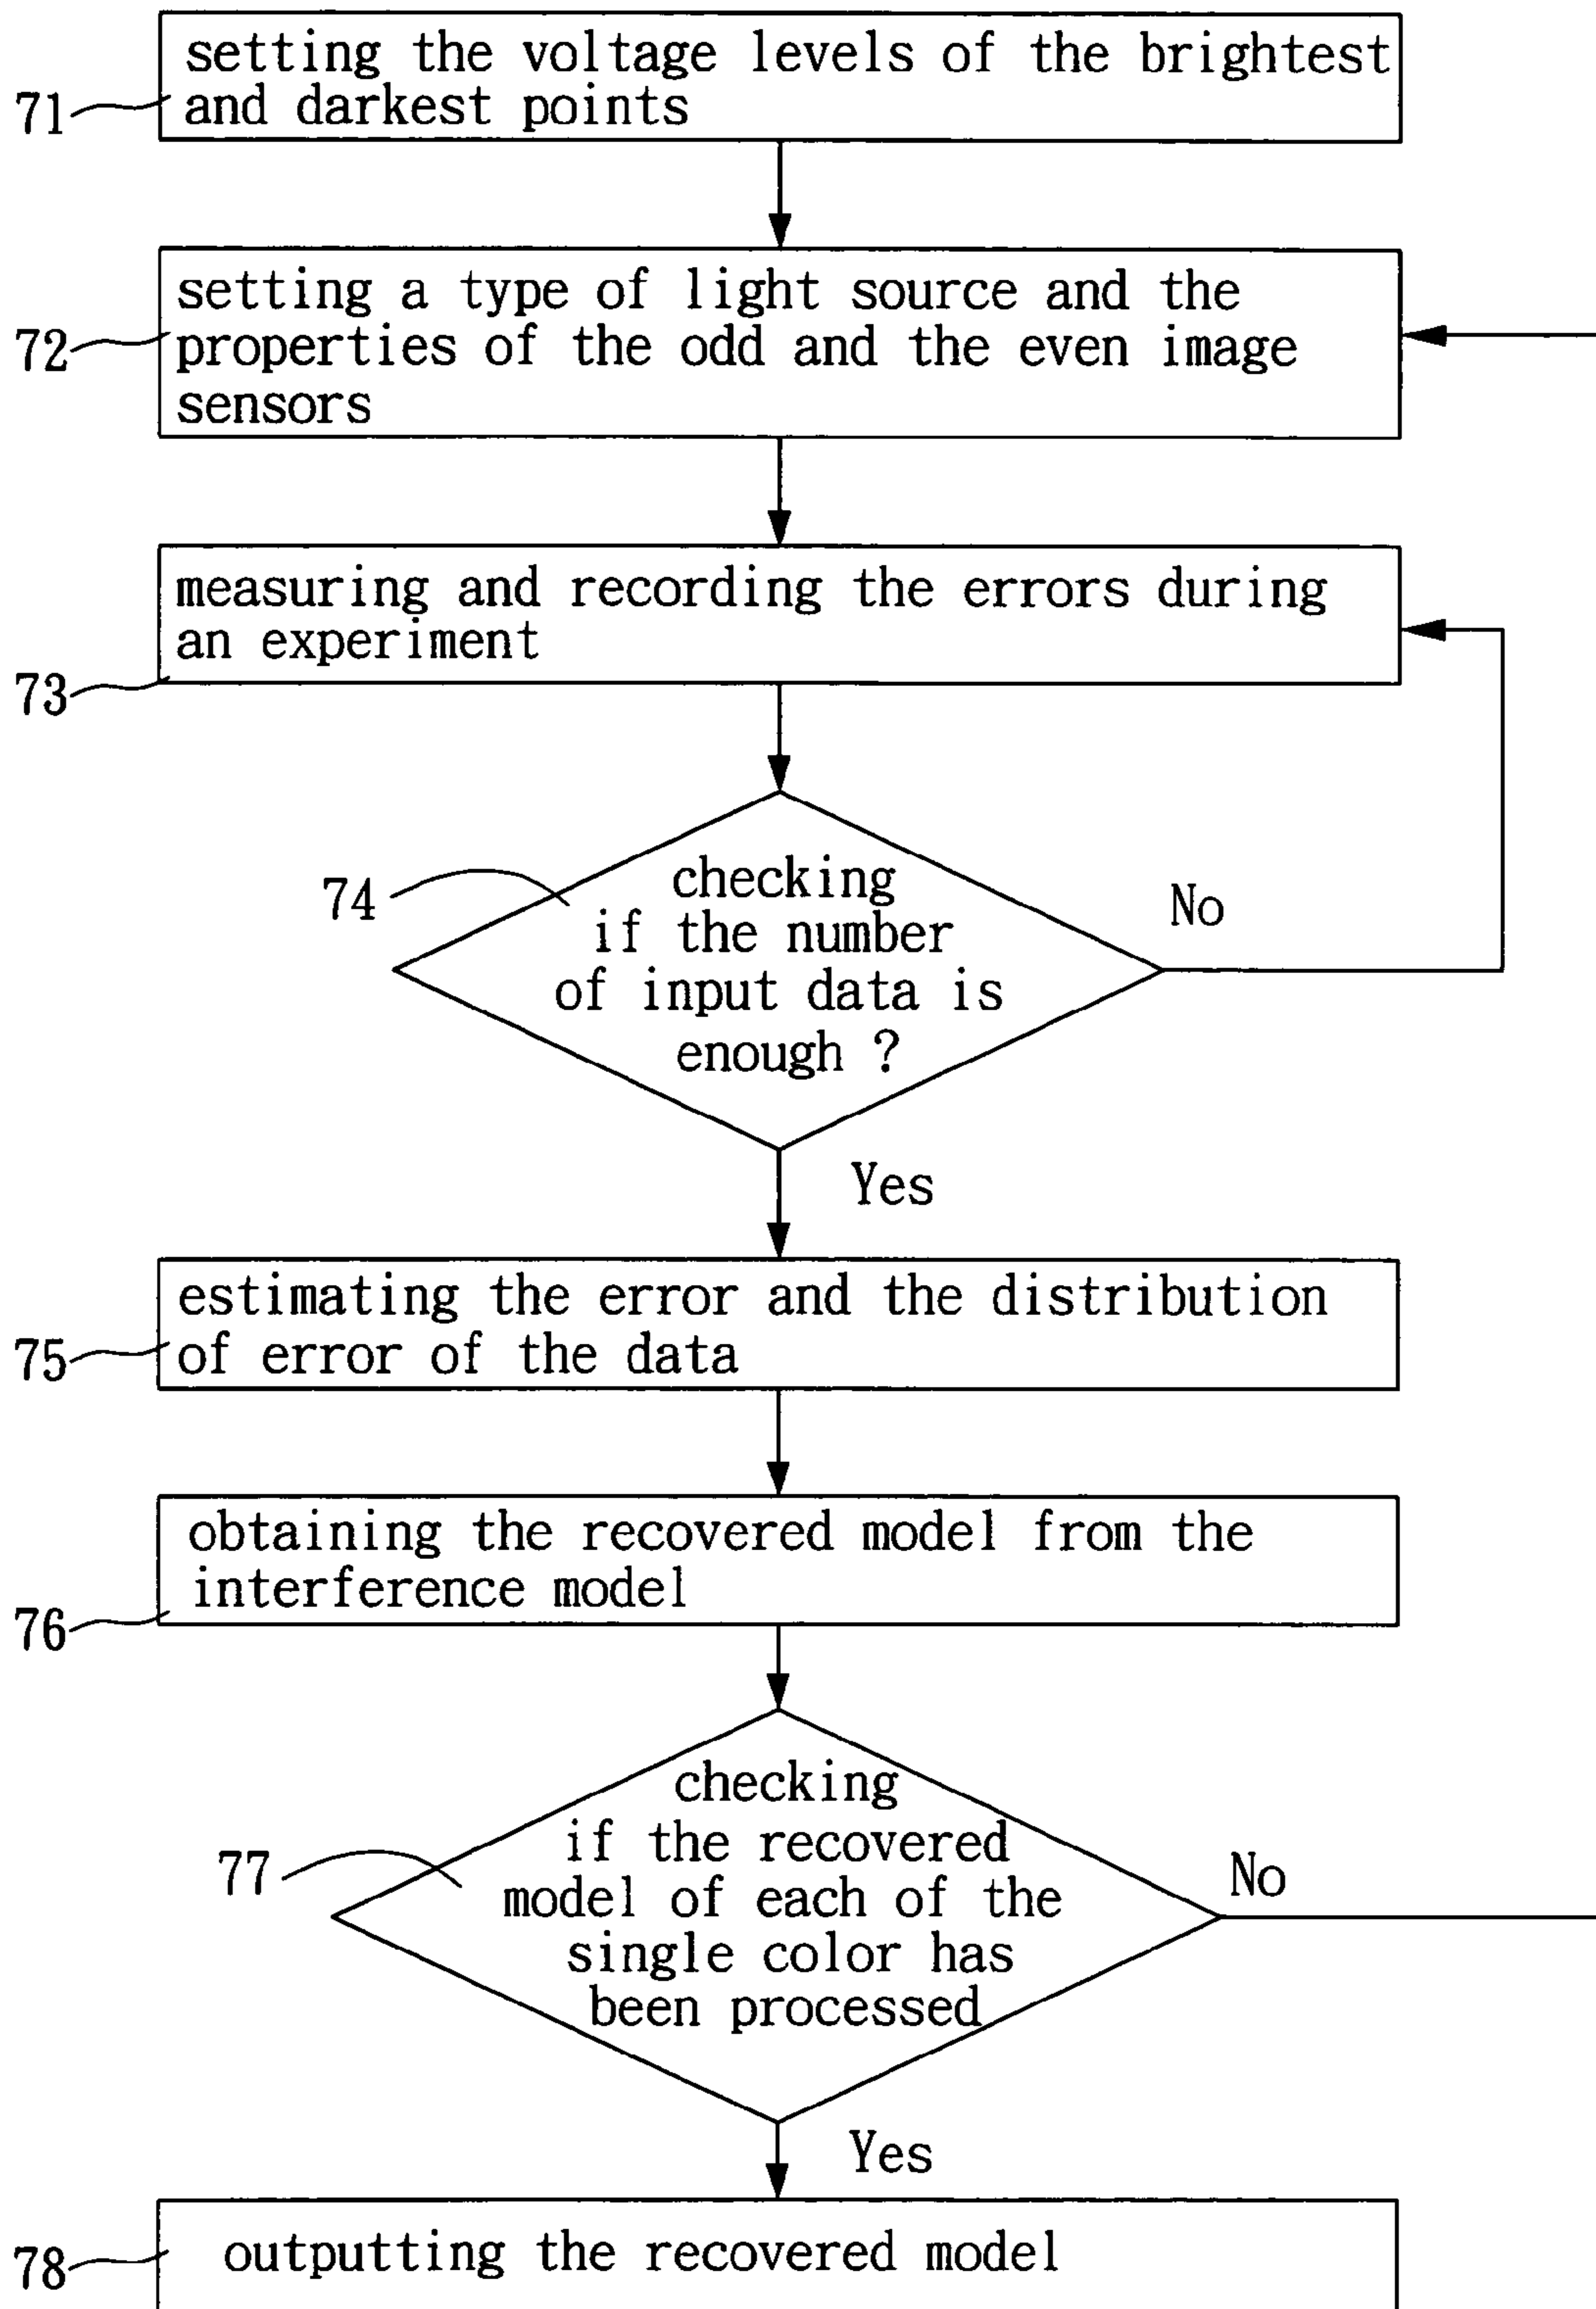 setting the voltage levels of the brightest
71
and darkest points
setting a type of light source and the
72
properties of the odd and the even image
sensors
measuring and recording the errors during
an experiment
73
74
checking
if the number
of input data is
enough ?
No
Yes
estimating the error and the distribution
75
of error of the data
obtaining the recovered model from the
interference model
76
77
checking
if the recovered
model of each of the
single color has
been processed
No
Yes
78
outputting the recovered model